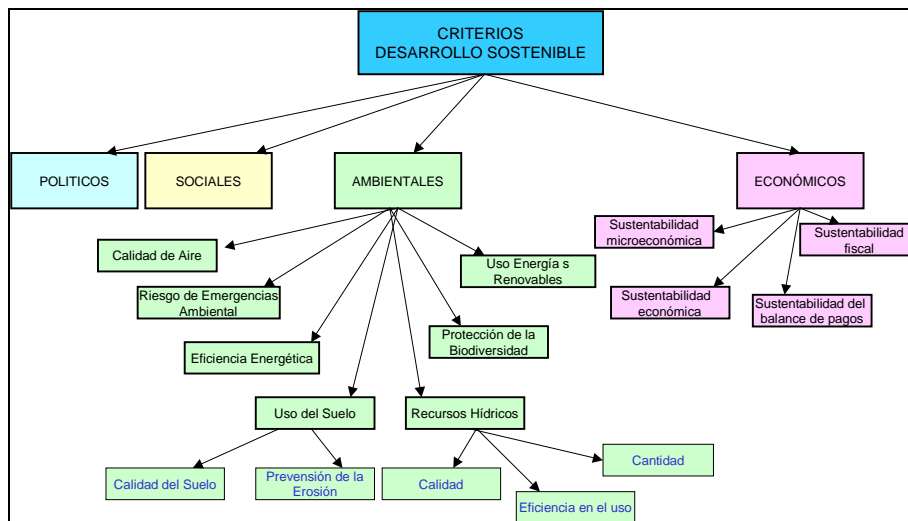 CRITERIOS
DESARROLLO SOSTENIBLE
POLITICOS
SOCIALES
AMBIENTALES
ECONÓMICOS
Sustentabilidad
microeconómica
Sustentabilidad
fiscal
Calidad de Aire
Uso Energía s
Renovables
Riesgo de Emergencias
Ambiental
Sustentabilidad
económica
Sustentabilidad del
balance de pagos
Eficiencia Energética
Protección de la
Biodiversidad
Uso del Suelo
Recursos Hídricos
Cantidad
Calidad del Suelo
Prevensión de la
Erosión
Calidad
Eficiencia en el uso